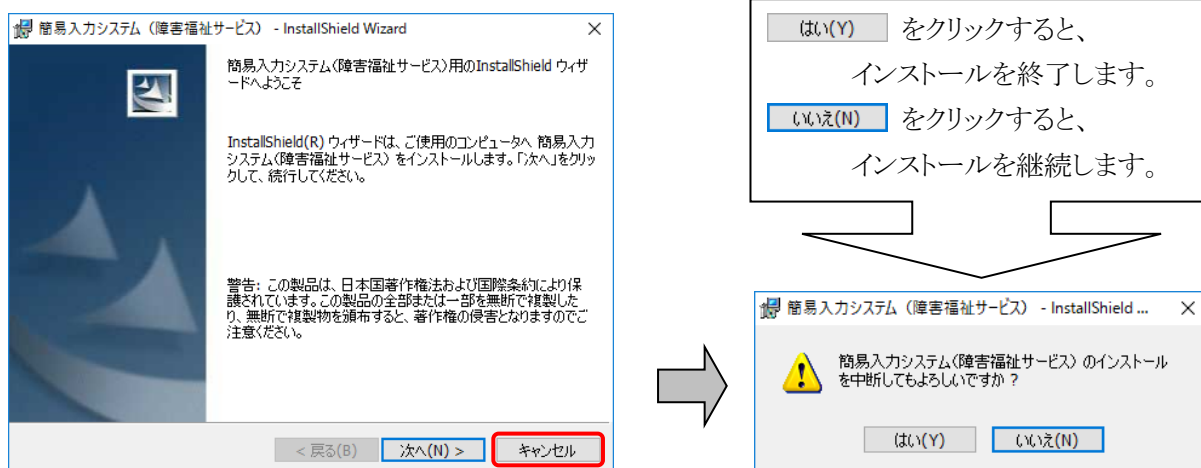 簡易入力システム（障害福祉サービス） - InstallShield Wizard
簡易入力システム(障害福祉サービス)用のInstallShield ウィザ
ードへようこそ
InstallShield(R) ウィザードは、ご使用のコンピュータへ 簡易入力
システム(障害福祉サービス) をインストールします。「次へ」をクリッ
クして、続行してください。
警告: この製品は、日本国著作権法および国際条約により保
護されています。この製品の全部または一部を無断で複製した
り、無断で複製物を頒布すると、著作権の侵害となりますのでご
注意ください。
< 戻る(B)
次へ(N) >
キャンセル
はい(Y) をクリックすると、
インストールを終了します。
いいえ(N) をクリックすると、
インストールを継続します。
簡易入力システム（障害福祉サービス） - InstallShield ...
簡易入力システム(障害福祉サービス) のインストール
を中断してもよろしいですか ?
はい(Y)
いいえ(N)